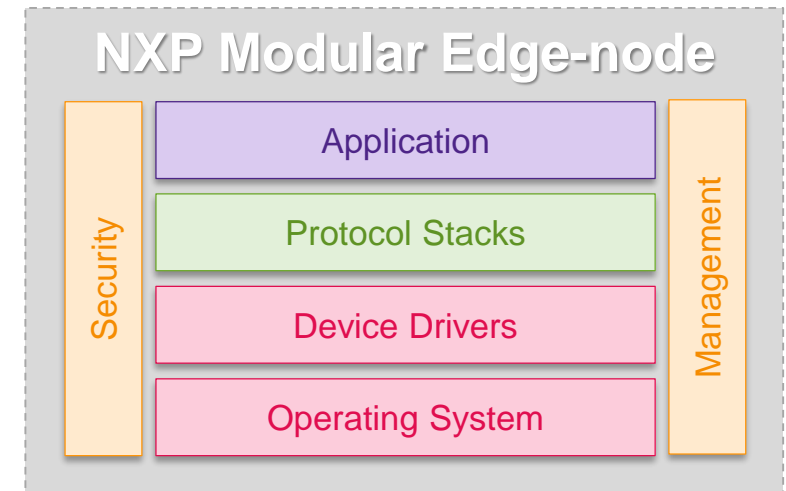 NXP Modular Edge-node
Security
Application
Protocol Stacks
Device Drivers
Operating System
Management